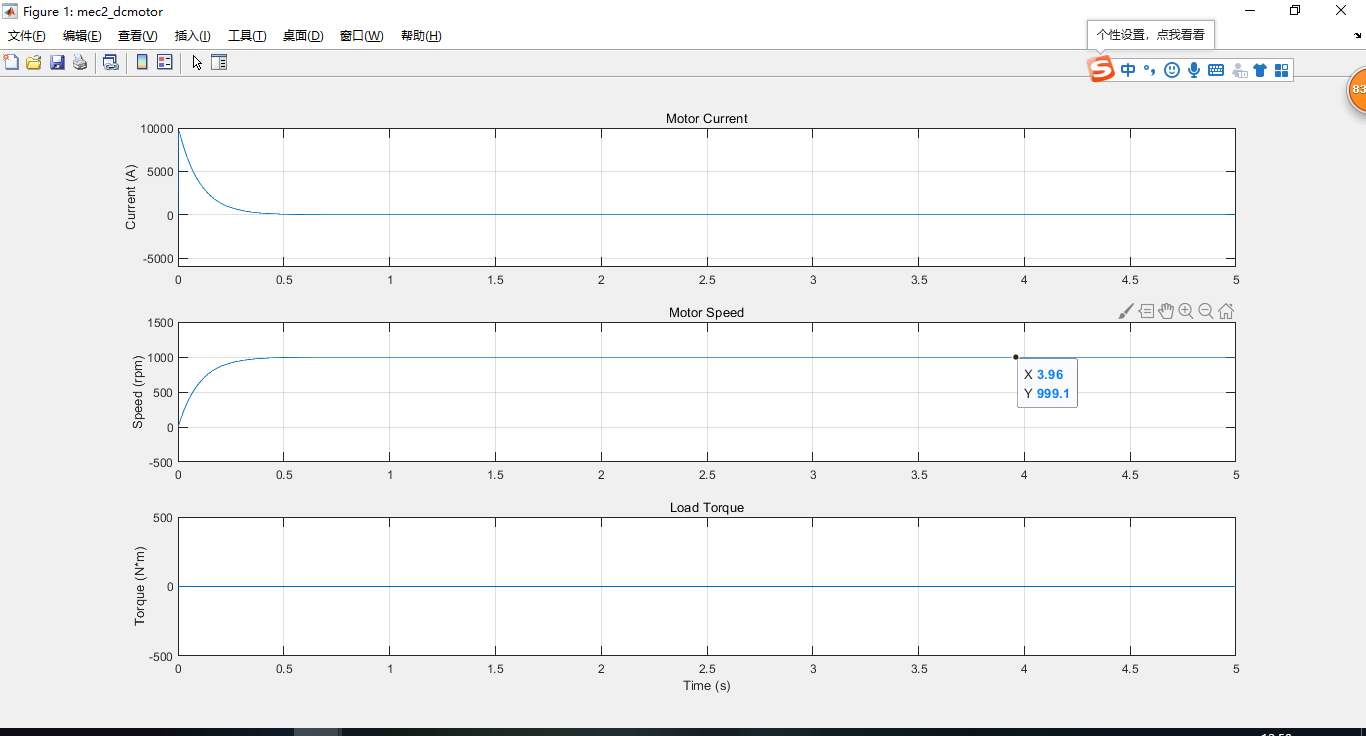 Figure 1: mec2_dcmotor
文件(F) 编辑(E) 查看(V) 插入(I) 工具(T) 桌面(D) 窗口(W) 帮助(H)
个性设置，点我看看
中
83
Motor Current
Current (A)
10000
5000
0
-5000
0 0.5 1 1.5 2 2.5 3 3.5 4 4.5 5
Motor Speed
Speed (rpm)
1500
1000
500
0
-500
X 3.96
Y 999.1
0 0.5 1 1.5 2 2.5 3 3.5 4 4.5 5
Load Torque
Torque (N*m)
500
0
-500
0 0.5 1 1.5 2 2.5 3 3.5 4 4.5 5
Time (s)